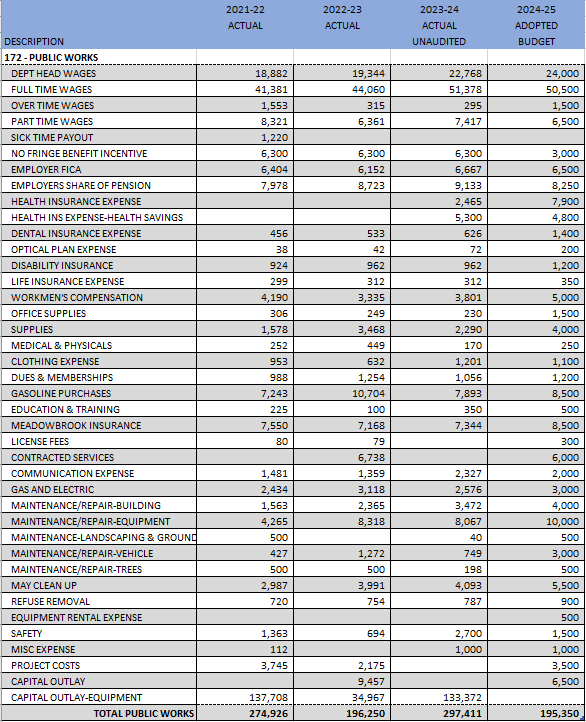 2021-22 2022-23 2023-24 2024-25
ACTUAL ACTUAL ACTUAL ADOPTED
DESCRIPTION UNAUDITED BUDGET
172 - PUBLIC WORKS
DEPT HEAD WAGES 18,882 19,344 22,768 24,000
FULL TIME WAGES 41,381 44,060 51,378 50,500
OVER TIME WAGES 1,553 315 295 1,500
PART TIME WAGES 8,321 6,361 7,417 6,500
SICK TIME PAYOUT 1,220
NO FRINGE BENEFIT INCENTIVE 6,300 6,300 6,300 3,000
EMPLOYER FICA 6,404 6,152 6,667 6,500
EMPLOYERS SHARE OF PENSION 7,978 8,723 9,133 8,250
HEALTH INSURANCE EXPENSE 2,465 7,900
HEALTH INS EXPENSE-HEALTH SAVINGS 5,300 4,800
DENTAL INSURANCE EXPENSE 456 533 626 1,400
OPTICAL PLAN EXPENSE 38 42 72 200
DISABILITY INSURANCE 924 962 962 1,200
LIFE INSURANCE EXPENSE 299 312 312 350
WORKMEN'S COMPENSATION 4,190 3,335 3,801 5,000
OFFICE SUPPLIES 306 249 230 1,500
SUPPLIES 1,578 3,468 2,290 4,000
MEDICAL & PHYSICALS 252 449 170 250
CLOTHING EXPENSE 953 632 1,201 1,100
DUES & MEMBERSHIPS 988 1,254 1,056 1,200
GASOLINE PURCHASES 7,243 10,704 7,893 8,500
EDUCATION & TRAINING 225 100 350 500
MEADOWBROOK INSURANCE 7,550 7,168 7,344 8,500
LICENSE FEES 80 79 300
CONTRACTED SERVICES 6,738 6,000
COMMUNICATION EXPENSE 1,481 1,359 2,327 2,000
GAS AND ELECTRIC 2,434 3,118 2,576 3,000
MAINTENANCE/REPAIR-BUILDING 1,563 2,365 3,472 4,000
MAINTENANCE/REPAIR-EQUIPMENT 4,265 8,318 8,067 10,000
MAINTENANCE-LANDSCAPING & GROUND 500 40 500
MAINTENANCE/REPAIR-VEHICLE 427 1,272 749 3,000
MAINTENANCE/REPAIR-TREES 500 500 198 500
MAY CLEAN UP 2,987 3,991 4,093 5,500
REFUSE REMOVAL 720 754 787 900
EQUIPMENT RENTAL EXPENSE 500
SAFETY 1,363 694 2,700 1,500
MISC EXPENSE 112 1,000 1,000
PROJECT COSTS 3,745 2,175 3,500
CAPITAL OUTLAY 9,457 6,500
CAPITAL OUTLAY-EQUIPMENT 137,708 34,967 133,372
TOTAL PUBLIC WORKS 274,926 196,250 297,411 195,350